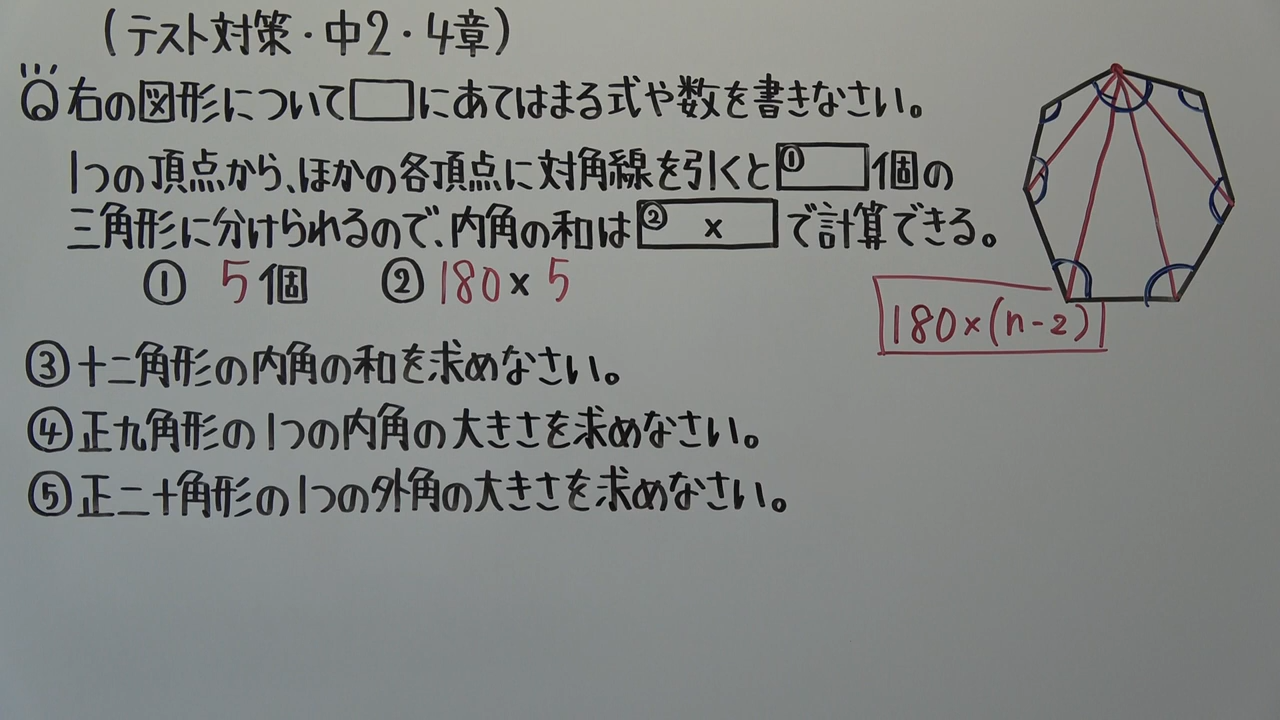 (テスト対策・中2・4章)
Q 右の図形について□にあてはまる式や数を書きなさい。
1つの頂点から、ほかの各頂点に対角線を引くと① 個の
三角形に分けられるので、内角の和は② × で計算できる。
① 5個 ② 180×5
180×(n-2)
③十二角形の内角の和を求めなさい。
④正九角形の1つの内角の大きさを求めなさい。
⑤正二十角形の1つの外角の大きさを求めなさい。